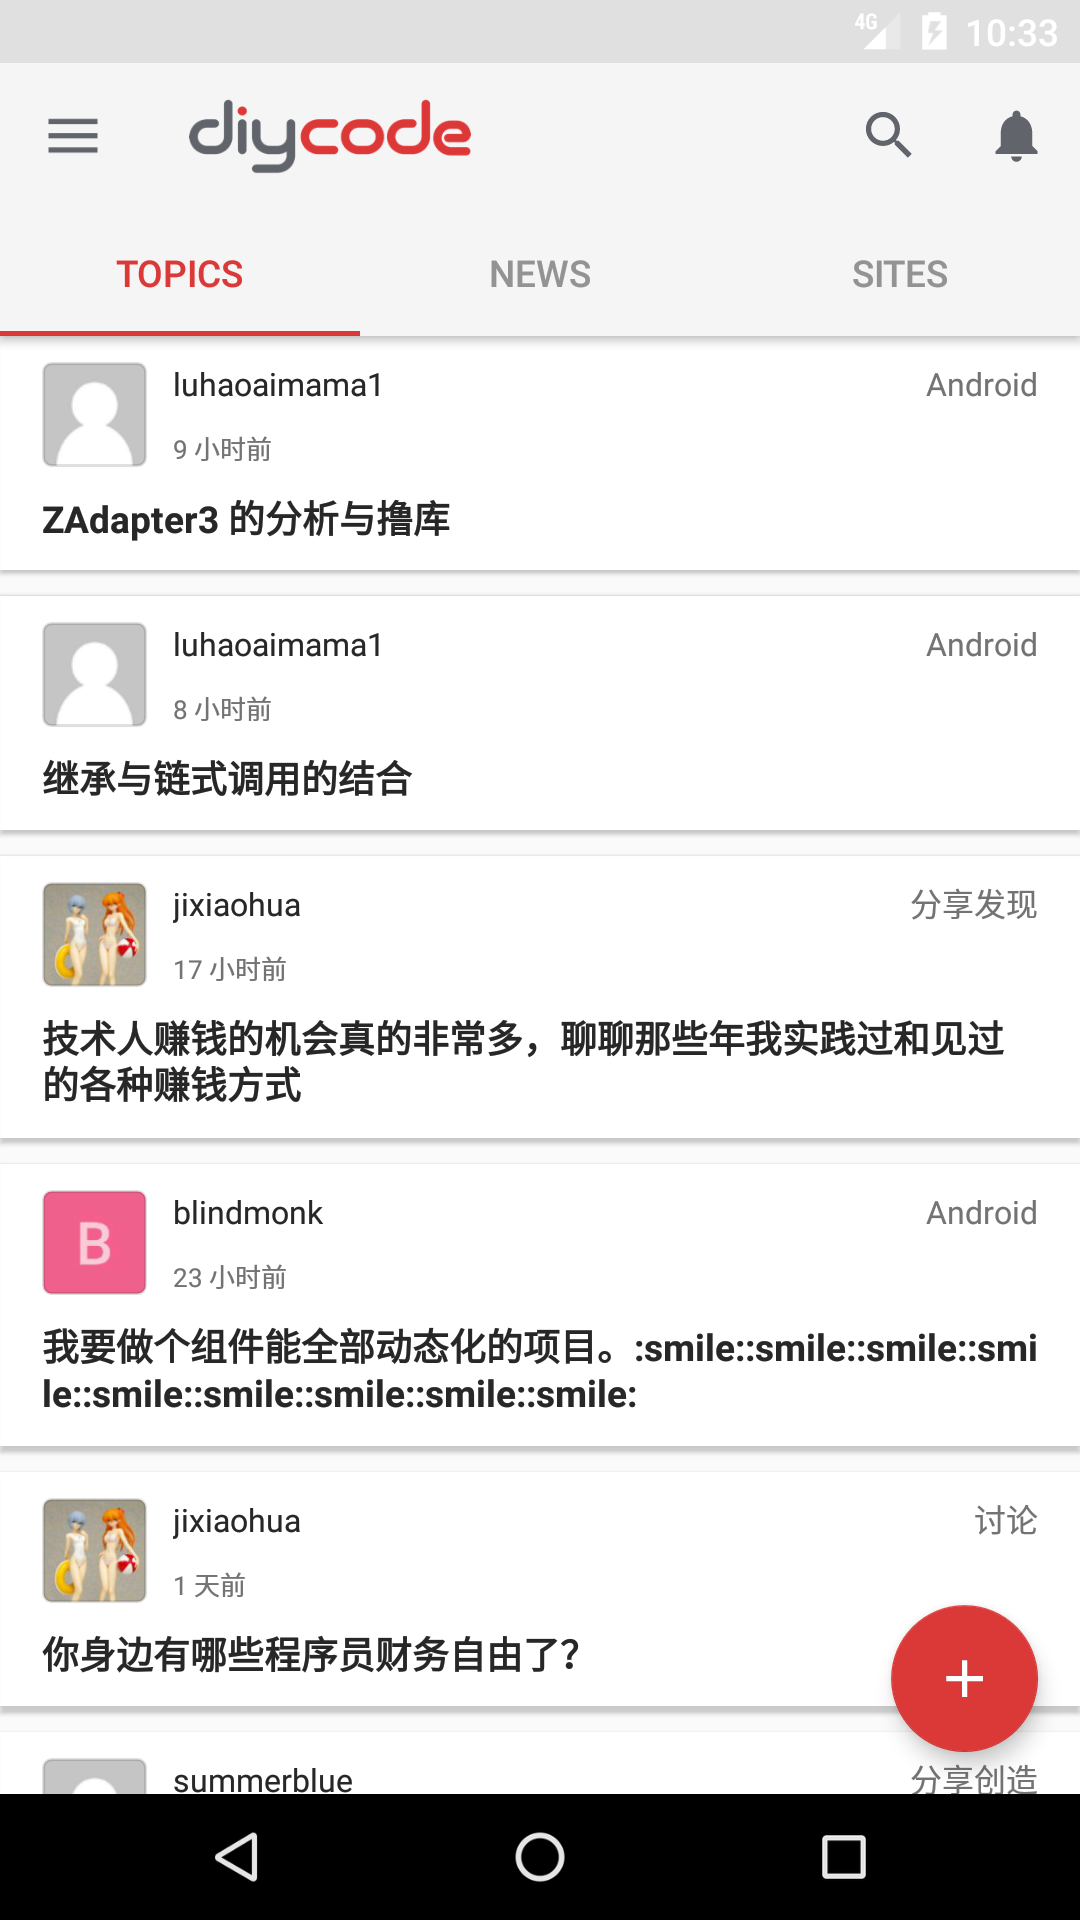 4G 10:33
diycode
TOPICS NEWS SITES
luhaoaimama1 Android
9 小时前
ZAdapter3 的分析与撸库
luhaoaimama1 Android
8 小时前
继承与链式调用的结合
jixiaohua 分享发现
17 小时前
技术人赚钱的机会真的非常多，聊聊那些年我实践过和见过
的各种赚钱方式
B
blindmonk Android
23 小时前
我要做个组件能全部动态化的项目。:smile::smile::smile::smi
le::smile::smile::smile::smile::smile:
jixiaohua 讨论
1 天前
你身边有哪些程序员财务自由了？
summerblue 分享创造